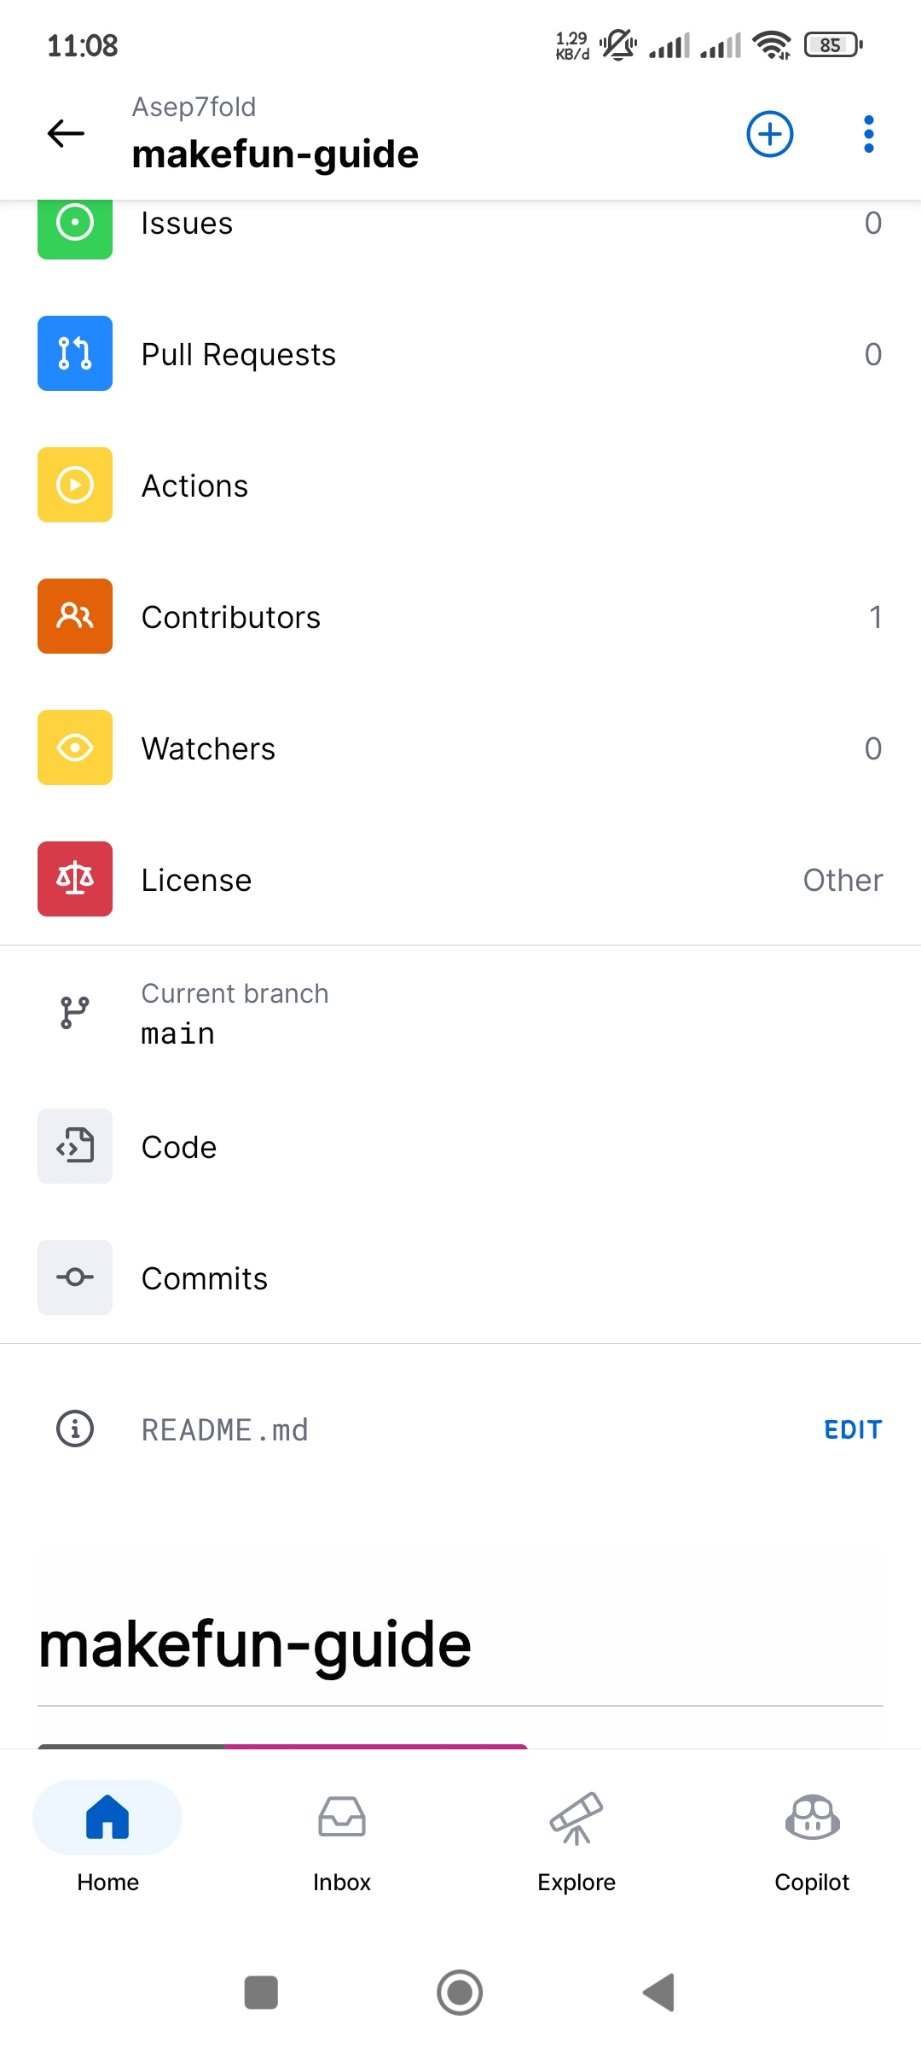 11:08
1,29
KB/d
85
Asep7fold
makefun-guide
Issues 0
Pull Requests 0
Actions
Contributors 1
Watchers 0
License Other
Current branch
main
Code
Commits
README.md EDIT
makefun-guide
Home Inbox Explore Copilot